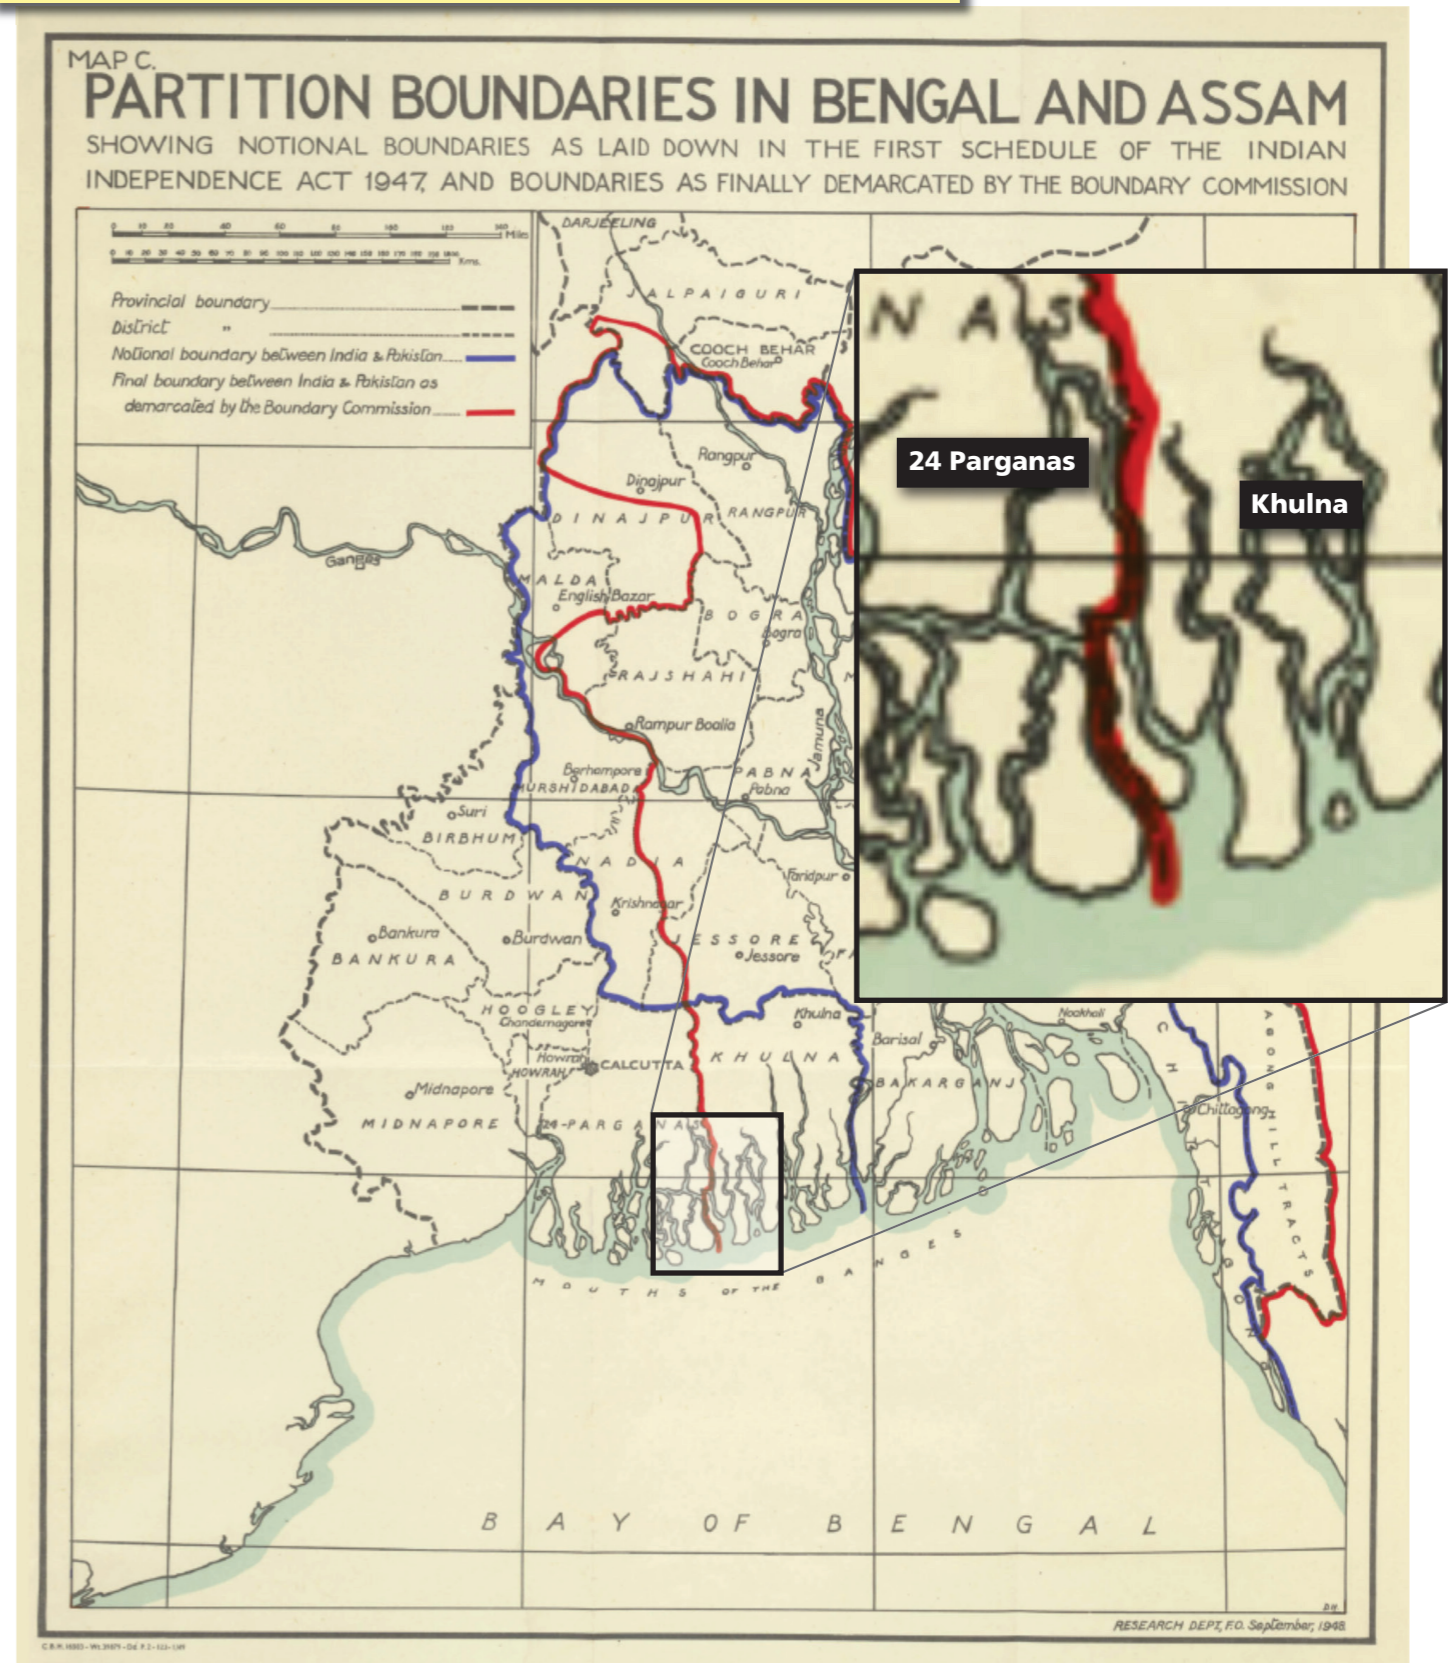 MAP C.
PARTITION BOUNDARIES IN BENGAL AND ASSAM
SHOWING NOTIONAL BOUNDARIES AS LAID DOWN IN THE FIRST SCHEDULE OF THE INDIAN
INDEPENDENCE ACT 1947, AND BOUNDARIES AS FINALLY DEMARCATED BY THE BOUNDARY COMMISSION
Miles
Kms.
Provincial boundary
District "
Notional boundary between India & Pakistan
Final boundary between India & Pakistan as
demarcated by the Boundary Commission
DARJEELING
JALPAIGURI
COOCH BEHAR
Cooch Behar
Rangpur
Dinajpur
DINAJPUR
RANGPUR
Ganges
MALDA
English Bazar
BOGRA
Bogra
RAJSHAHI
Rampur Boalia
Jamuna
Berhampore
PABNA
MURSHIDABAD
Pabna
Suri
BIRBHUM
NADIA
Faridpur
BURDWAN
Krishnagar
Bankura
Burdwan
JESSORE
Jessore
BANKURA
HOOGLEY
Chandernagore
Khulna
Noakhali
Barisal
Howrah
HOWRAH
CALCUTTA
KHULNA
BAKARGANJ
Midnapore
Chittagong
MIDNAPORE
24-PARGANAS
HILL TRACTS
MOUTHS OF THE GANGES
NAS
24 Parganas
Khulna
BAY OF BENGAL
D.H.
RESEARCH DEPT, F.O. September, 1948.